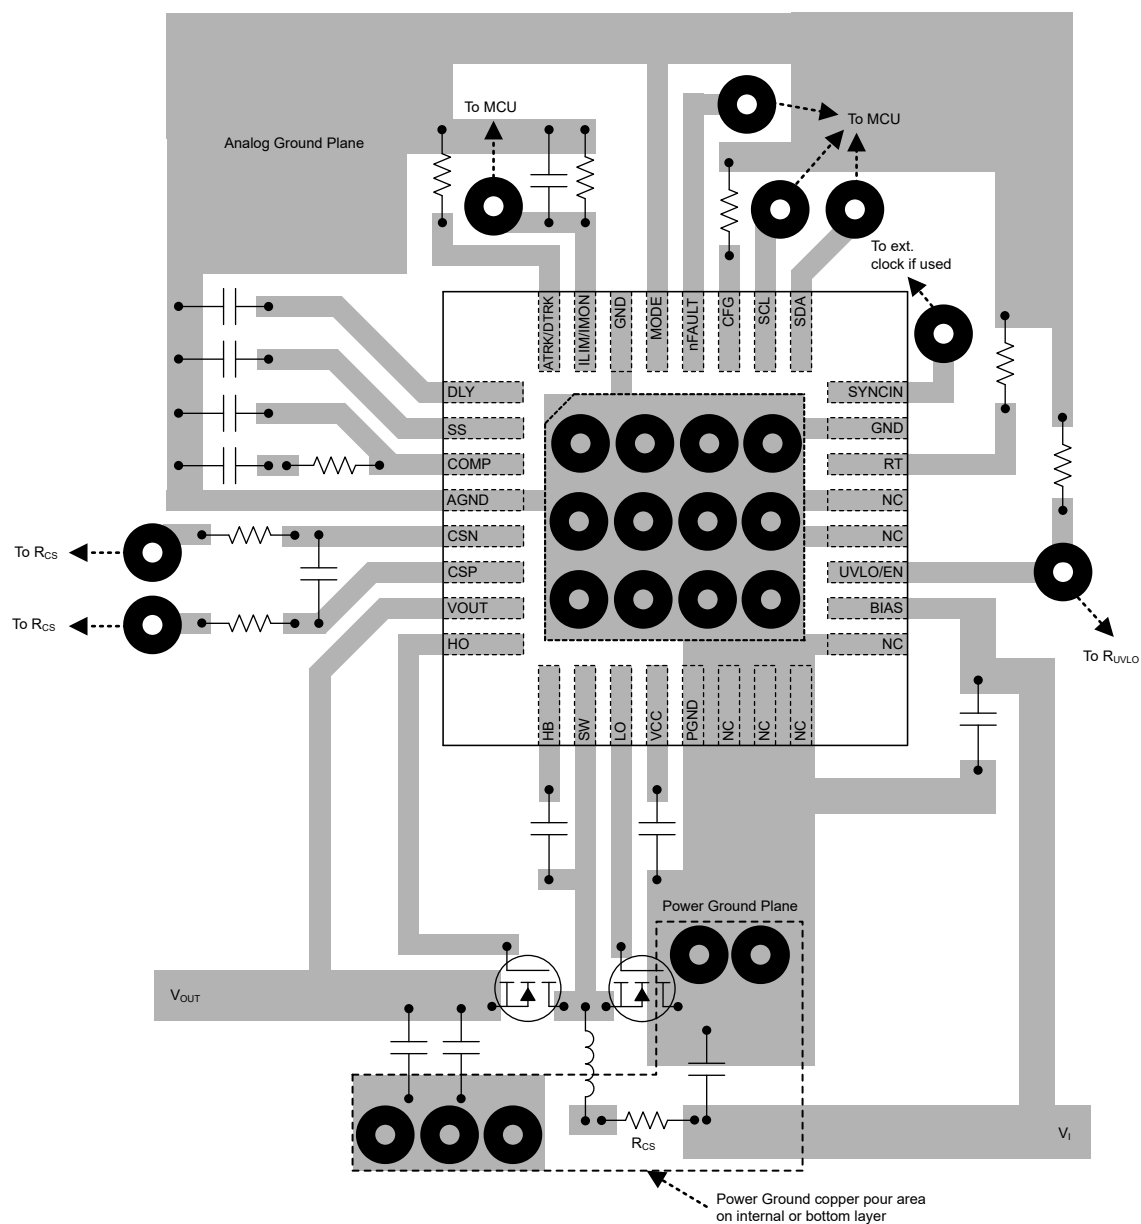 To MCU
To MCU
Analog Ground Plane
To ext.
clock if used
ATRK/DTRK
ILIM/IMON
GND
MODE
nFAULT
CFG
SCL
SDA
DLY
SS
COMP
AGND
CSN
CSP
VOUT
HO
SYNCIN
GND
RT
NC
NC
UVLO/EN
BIAS
NC
To RCS
To RCS
To RUVLO
HB
SW
LO
VCC
PGND
NC
NC
NC
Power Ground Plane
VOUT
RCS
VI
Power Ground copper pour area
on internal or bottom layer